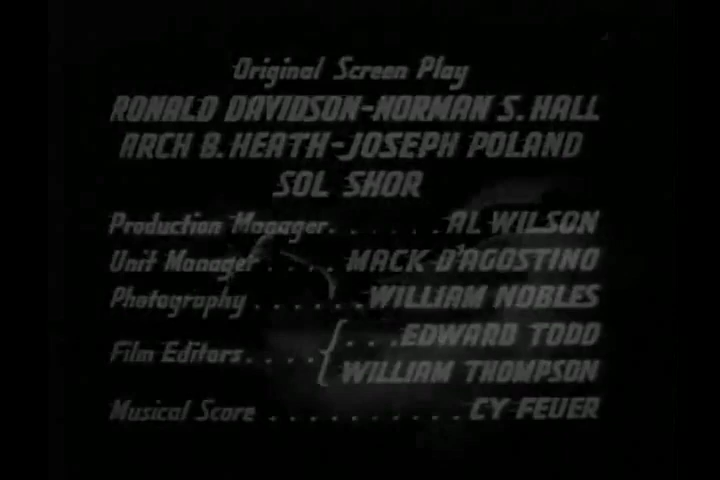 Original Screen Play
RONALD DAVIDSON-NORMAN S. HALL
ARCH B. HEATH-JOSEPH POLAND
SOL SHOR
Production Manager......AL WILSON
Unit Manager.....MACK D'AGOSTINO
Photography.......WILLIAM NOBLES
Film Editors....{...EDWARD TODD
WILLIAM THOMPSON
Musical Score..........CY FEUER